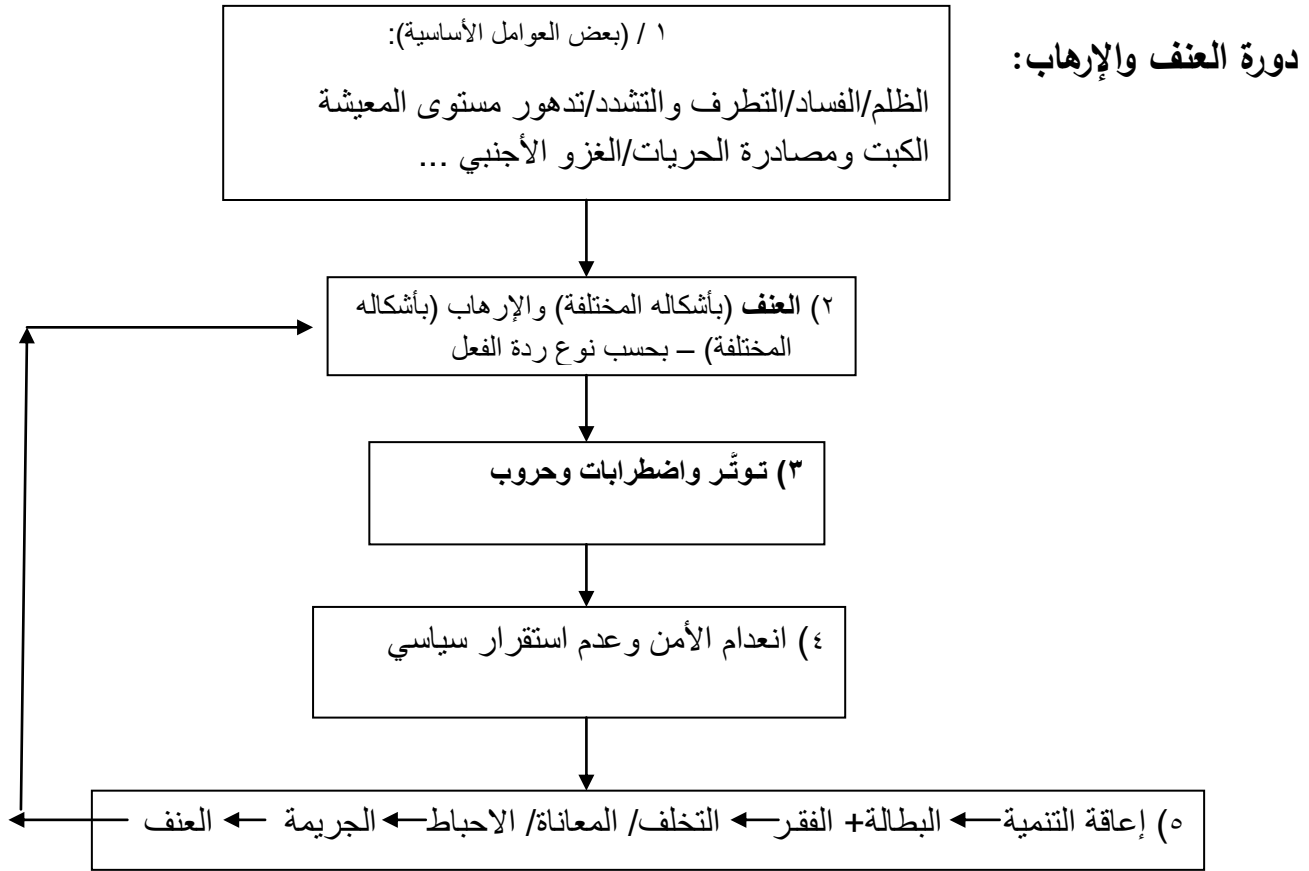 دورة العنف والإرهاب:
١ / (بعض العوامل الأساسية):
الظلم/الفساد/التطرف والتشدد/تدهور مستوى المعيشة
الكبت ومصادرة الحريات/الغزو الأجنبي ...
٢) العنف (بأشكاله المختلفة) والإرهاب (بأشكاله
المختلفة) – بحسب نوع ردة الفعل
٣) توتَّر واضطرابات وحروب
٤) انعدام الأمن وعدم استقرار سياسي
٥) إعاقة التنمية ← البطالة+ الفقر ← التخلف/ المعاناة/ الاحباط ← الجريمة ← العنف